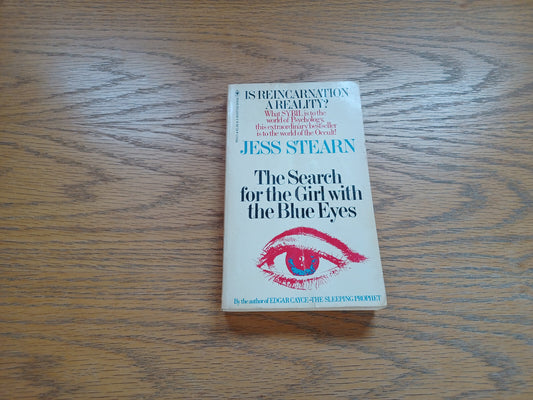 IS REINCARNATION
A REALITY?
What SYBIL is to the
world of Psychology,
this extraordinary bestseller
is to the world of the Occult!
JESS STEARN
The Search
for the Girl with
the Blue Eyes
By the author of EDGAR CAYCE–THE SLEEPING PROPHET